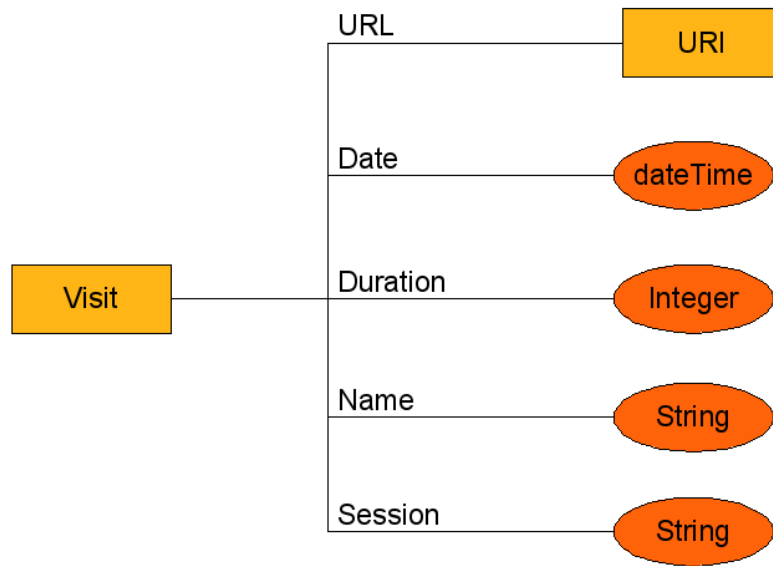 URL
URI
Date
dateTime
Visit
Duration
Integer
Name
String
Session
String